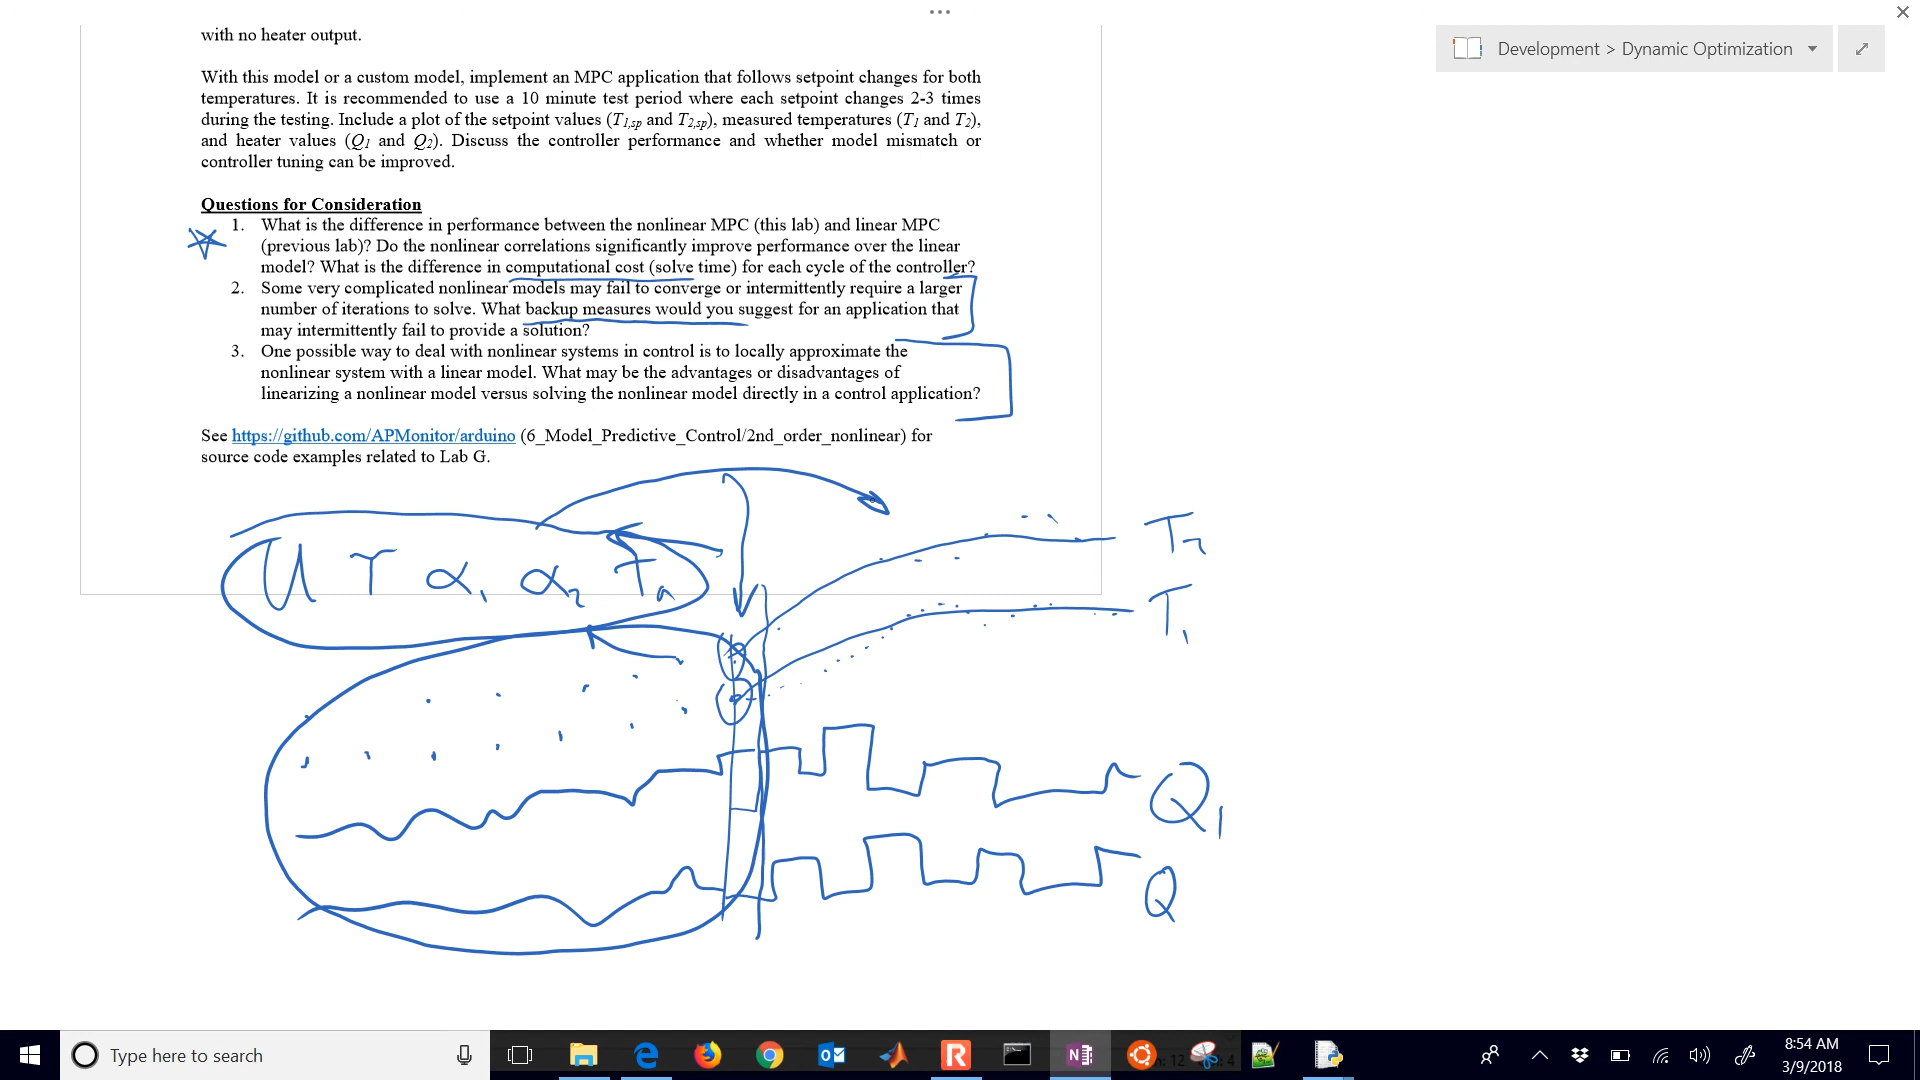 with no heater output.
Development > Dynamic Optimization
With this model or a custom model, implement an MPC application that follows setpoint changes for both
temperatures. It is recommended to use a 10 minute test period where each setpoint changes 2-3 times
during the testing. Include a plot of the setpoint values (T1,sp and T2,sp), measured temperatures (T1 and T2),
and heater values (Q1 and Q2). Discuss the controller performance and whether model mismatch or
controller tuning can be improved.
Questions for Consideration
1. What is the difference in performance between the nonlinear MPC (this lab) and linear MPC
(previous lab)? Do the nonlinear correlations significantly improve performance over the linear
model? What is the difference in computational cost (solve time) for each cycle of the controller?
2. Some very complicated nonlinear models may fail to converge or intermittently require a larger
number of iterations to solve. What backup measures would you suggest for an application that
may intermittently fail to provide a solution?
3. One possible way to deal with nonlinear systems in control is to locally approximate the
nonlinear system with a linear model. What may be the advantages or disadvantages of
linearizing a nonlinear model versus solving the nonlinear model directly in a control application?
See https://github.com/APMonitor/arduino (6_Model_Predictive_Control/2nd_order_nonlinear) for
source code examples related to Lab G.
T2
U τ α1 α2 Ta
T1
Q1
Q
Type here to search
8:54 AM
3/9/2018